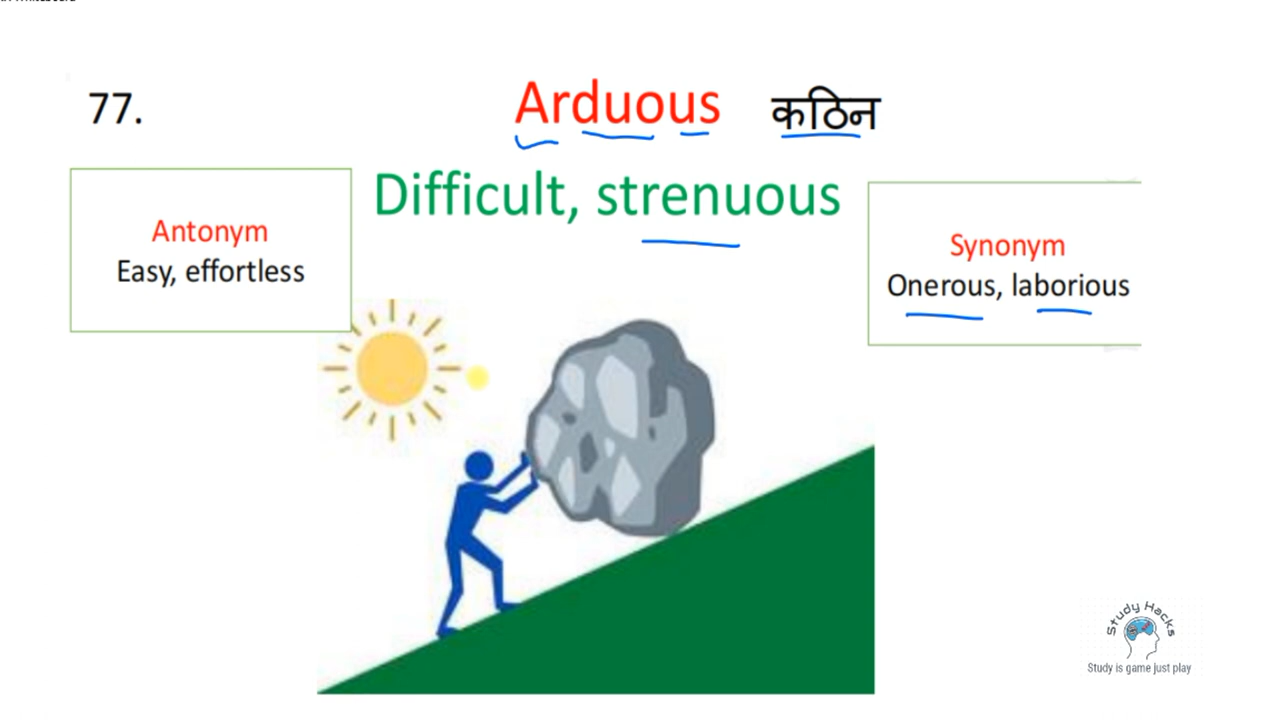 77.
Arduous कठिन
Difficult, strenuous
Antonym
Easy, effortless
Synonym
Onerous, laborious
Study Hacks
Study is game just play